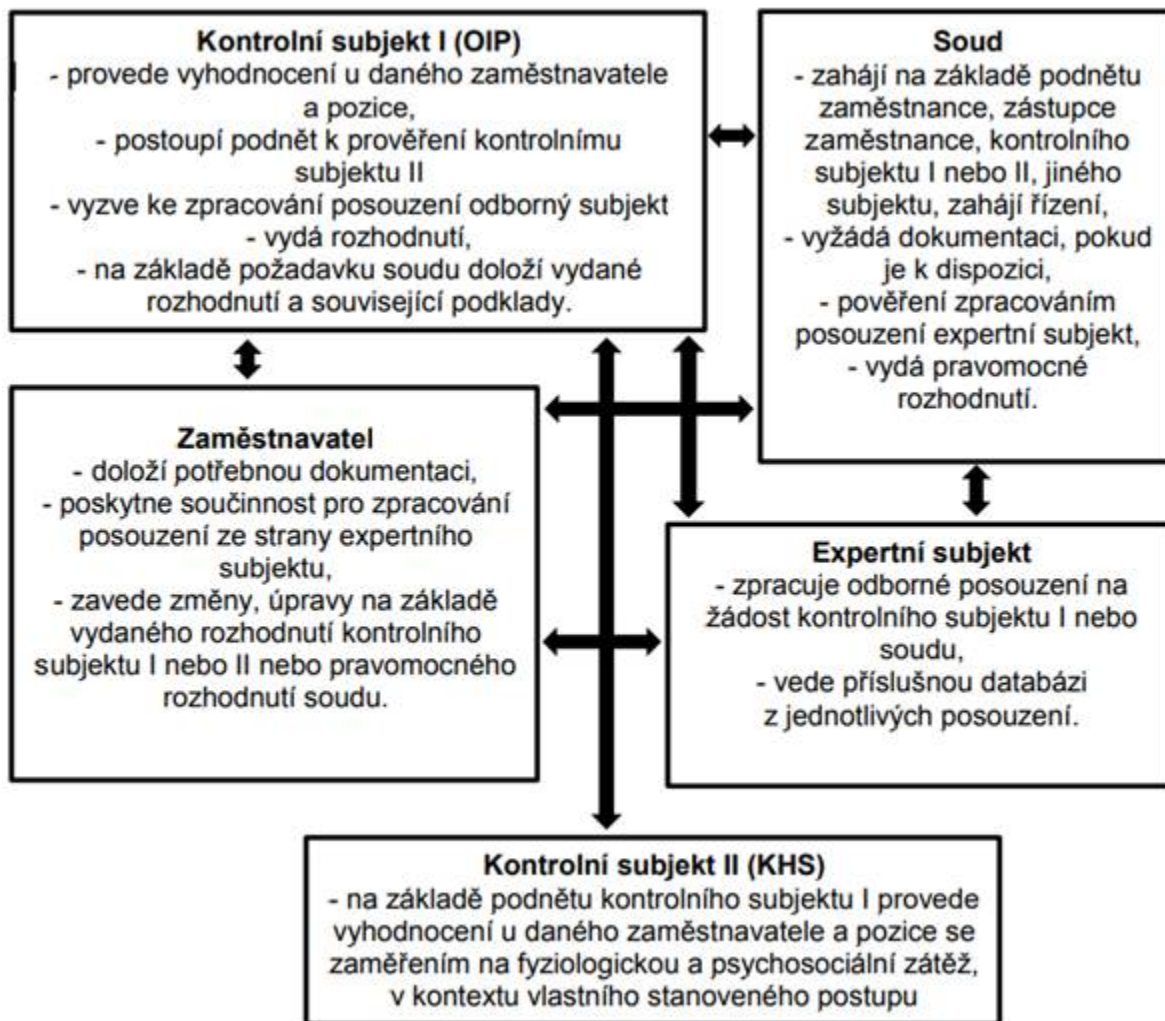 Kontrolní subjekt I (OIP)
- provede vyhodnocení u daného zaměstnavatele
a pozice,
- postoupí podnět k prověření kontrolnímu
subjektu II
- vyzve ke zpracování posouzení odborný subjekt
- vydá rozhodnutí,
- na základě požadavku soudu doloží vydané
rozhodnutí a související podklady.
Soud
- zahájí na základě podnětu
zaměstnance, zástupce
zaměstnance, kontrolního
subjektu I nebo II, jiného
subjektu, zahájí řízení,
- vyžádá dokumentaci, pokud
je k dispozici,
- pověření zpracováním
posouzení expertní subjekt,
- vydá pravomocné
rozhodnutí.
Zaměstnavatel
- doloží potřebnou dokumentaci,
- poskytne součinnost pro zpracování
posouzení ze strany expertního
subjektu,
- zavede změny, úpravy na základě
vydaného rozhodnutí kontrolního
subjektu I nebo II nebo pravomocného
rozhodnutí soudu.
Expertní subjekt
- zpracuje odborné posouzení na
žádost kontrolního subjektu I nebo
soudu,
- vede příslušnou databázi
z jednotlivých posouzení.
Kontrolní subjekt II (KHS)
- na základě podnětu kontrolního subjektu I provede
vyhodnocení u daného zaměstnavatele a pozice se
zaměřením na fyziologickou a psychosociální zátěž,
v kontextu vlastního stanoveného postupu